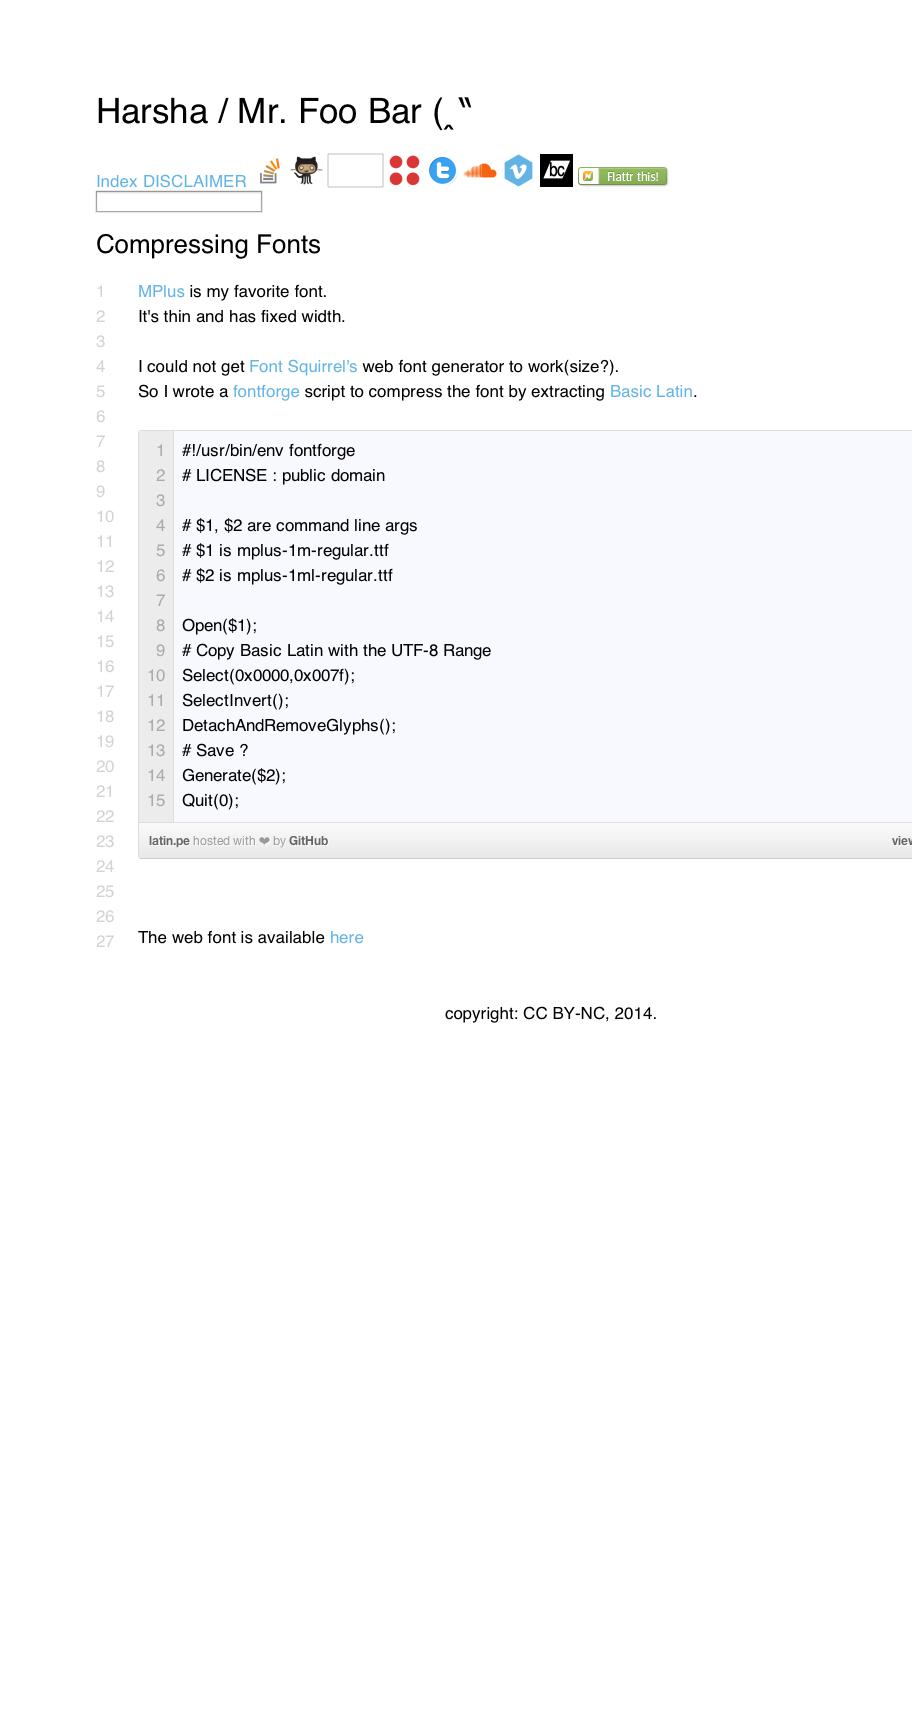 Harsha / Mr. Foo Bar (‸‶
Index DISCLAIMER
bc
Flattr this!
Compressing Fonts
1 MPlus is my favorite font.
2 It's thin and has fixed width.
3
4 I could not get Font Squirrel’s web font generator to work(size?).
5 So I wrote a fontforge script to compress the font by extracting Basic Latin.
6
7
8
9
10
11
12
13
14
15
16
17
18
19
20
21
22
23
24
25
26
27
1 #!/usr/bin/env fontforge
2 # LICENSE : public domain
3
4 # $1, $2 are command line args
5 # $1 is mplus-1m-regular.ttf
6 # $2 is mplus-1ml-regular.ttf
7
8 Open($1);
9 # Copy Basic Latin with the UTF-8 Range
10 Select(0x0000,0x007f);
11 SelectInvert();
12 DetachAndRemoveGlyphs();
13 # Save ?
14 Generate($2);
15 Quit(0);
latin.pe hosted with ❤ by GitHub
The web font is available here
copyright: CC BY-NC, 2014.